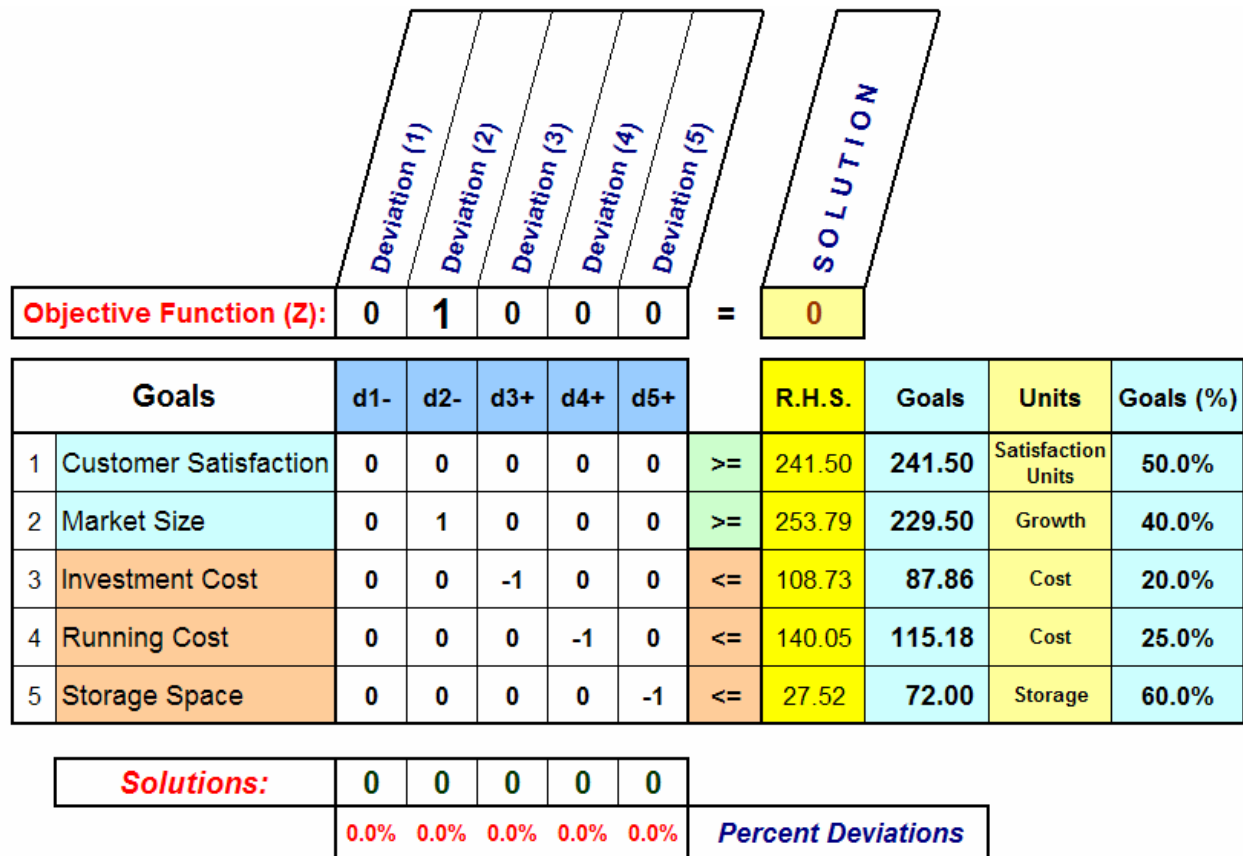 Deviation (1) Deviation (2) Deviation (3) Deviation (4) Deviation (5) SOLUTION
Objective Function (Z): 0 1 0 0 0 = 0
Goals d1- d2- d3+ d4+ d5+ R.H.S. Goals Units Goals (%)
1 Customer Satisfaction 0 0 0 0 0 >= 241.50 241.50 Satisfaction Units 50.0%
2 Market Size 0 1 0 0 0 >= 253.79 229.50 Growth 40.0%
3 Investment Cost 0 0 -1 0 0 <= 108.73 87.86 Cost 20.0%
4 Running Cost 0 0 0 -1 0 <= 140.05 115.18 Cost 25.0%
5 Storage Space 0 0 0 0 -1 <= 27.52 72.00 Storage 60.0%
Solutions: 0 0 0 0 0
0.0% 0.0% 0.0% 0.0% 0.0% Percent Deviations